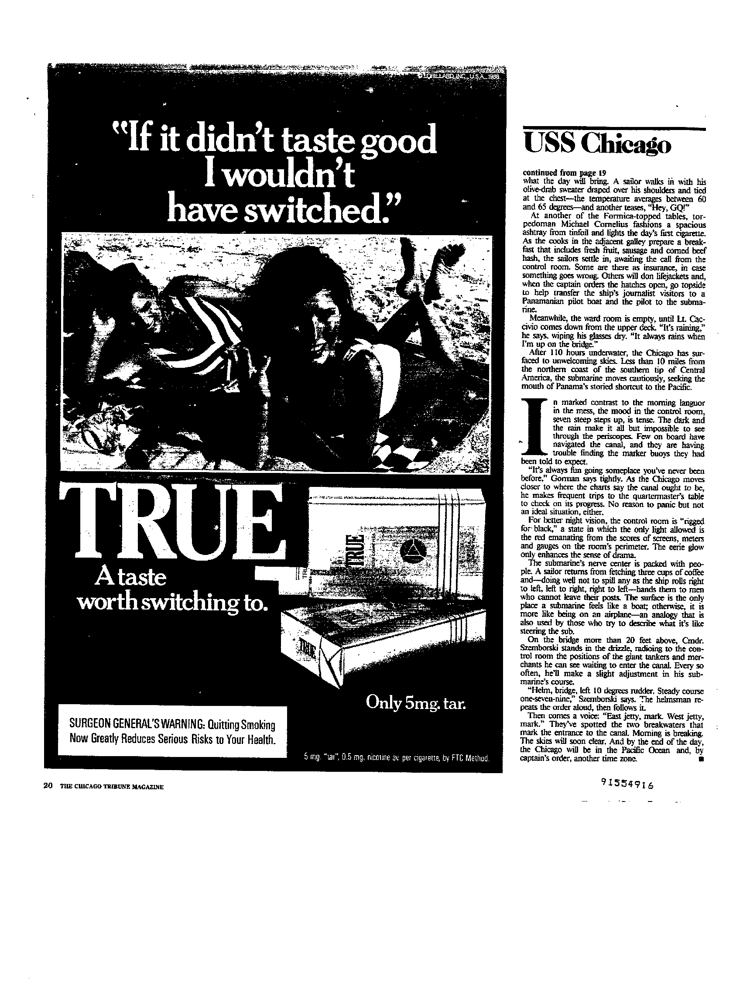 © LORILLARD, INC., U.S.A., 1988
“If it didn’t taste good
I wouldn’t
have switched.”
TRUE
A taste
worth switching to.
TRUE
TRUE
Only 5mg. tar.
SURGEON GENERAL’S WARNING: Quitting Smoking
Now Greatly Reduces Serious Risks to Your Health.
5 mg. “tar”, 0.5 mg. nicotine av. per cigarette, by FTC Method.
20 THE CHICAGO TRIBUNE MAGAZINE
USS Chicago
continued from page 19
what the day will bring. A sailor walks in with his
olive-drab sweater draped over his shoulders and tied
at the chest—the temperature averages between 60
and 65 degrees—and another teases, “Hey, GQ!”
At another of the Formica-topped tables, tor-
pedoman Michael Cornelius fashions a spacious
ashtray from tinfoil and lights the day’s first cigarette.
As the cooks in the adjacent galley prepare a break-
fast that includes fresh fruit, sausage and corned beef
hash, the sailors settle in, awaiting the call from the
control room. Some are there as insurance, in case
something goes wrong. Others will don lifejackets and,
when the captain orders the hatches open, go topside
to help transfer the ship’s journalist visitors to a
Panamanian pilot boat and the pilot to the subma-
rine.
Meanwhile, the ward room is empty, until Lt. Cac-
civio comes down from the upper deck. “It’s raining,”
he says, wiping his glasses dry. “It always rains when
I’m up on the bridge.”
After 110 hours underwater, the Chicago has sur-
faced to unwelcoming skies. Less than 10 miles from
the northern coast of the southern tip of Central
America, the submarine moves cautiously, seeking the
mouth of Panama’s storied shortcut to the Pacific.
In marked contrast to the morning languor
in the mess, the mood in the control room,
seven steep steps up, is tense. The dark and
the rain make it all but impossible to see
through the periscopes. Few on board have
navigated the canal, and they are having
trouble finding the marker buoys they had
been told to expect.
“It’s always fun going someplace you’ve never been
before,” Gorman says tightly. As the Chicago moves
closer to where the charts say the canal ought to be,
he makes frequent trips to the quartermaster’s table
to check on its progress. No reason to panic but not
an ideal situation, either.
For better night vision, the control room is “rigged
for black,” a state in which the only light allowed is
the red emanating from the scores of screens, meters
and gauges on the room’s perimeter. The eerie glow
only enhances the sense of drama.
The submarine’s nerve center is packed with peo-
ple. A sailor returns from fetching three cups of coffee
and—doing well not to spill any as the ship rolls right
to left, left to right, right to left—hands them to men
who cannot leave their posts. The surface is the only
place a submarine feels like a boat; otherwise, it is
more like being on an airplane—an analogy that is
also used by those who try to describe what it’s like
steering the sub.
On the bridge more than 20 feet above, Cmdr.
Szemborski stands in the drizzle, radioing to the con-
trol room the positions of the giant tankers and mer-
chants he can see waiting to enter the canal. Every so
often, he’ll make a slight adjustment in his sub-
marine’s course.
“Helm, bridge, left 10 degrees rudder. Steady course
one-seven-nine,” Szemborski says. The helmsman re-
peats the order aloud, then follows it.
Then comes a voice: “East jetty, mark. West jetty,
mark.” They’ve spotted the two breakwaters that
mark the entrance to the canal. Morning is breaking.
The skies will soon clear. And by the end of the day,
the Chicago will be in the Pacific Ocean and, by
captain’s order, another time zone. ■
91554916